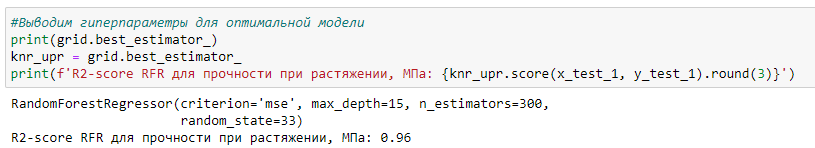 #Выводим гиперпараметры для оптимальной модели
print(grid.best_estimator_)
knr_upr = grid.best_estimator_
print(f'R2-score RFR для прочности при растяжении, МПа: {knr_upr.score(x_test_1, y_test_1).round(3)}')
RandomForestRegressor(criterion='mse', max_depth=15, n_estimators=300,
random_state=33)
R2-score RFR для прочности при растяжении, МПа: 0.96